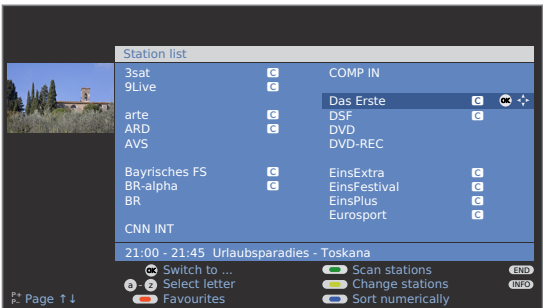 Station list
3sat C
9Live C
arte C
ARD C
AVS
Bayrisches FS C
BR-alpha C
BR
CNN INT
COMP IN
Das Erste C OK
DSF C
DVD
DVD-REC
EinsExtra C
EinsFestival C
EinsPlus C
Eurosport C
21:00 - 21:45 Urlaubsparadies - Toskana
OK Switch to ...
a - z Select letter
Favourites
Scan stations END
Change stations INFO
Sort numerically
P+
P– Page ↑↓